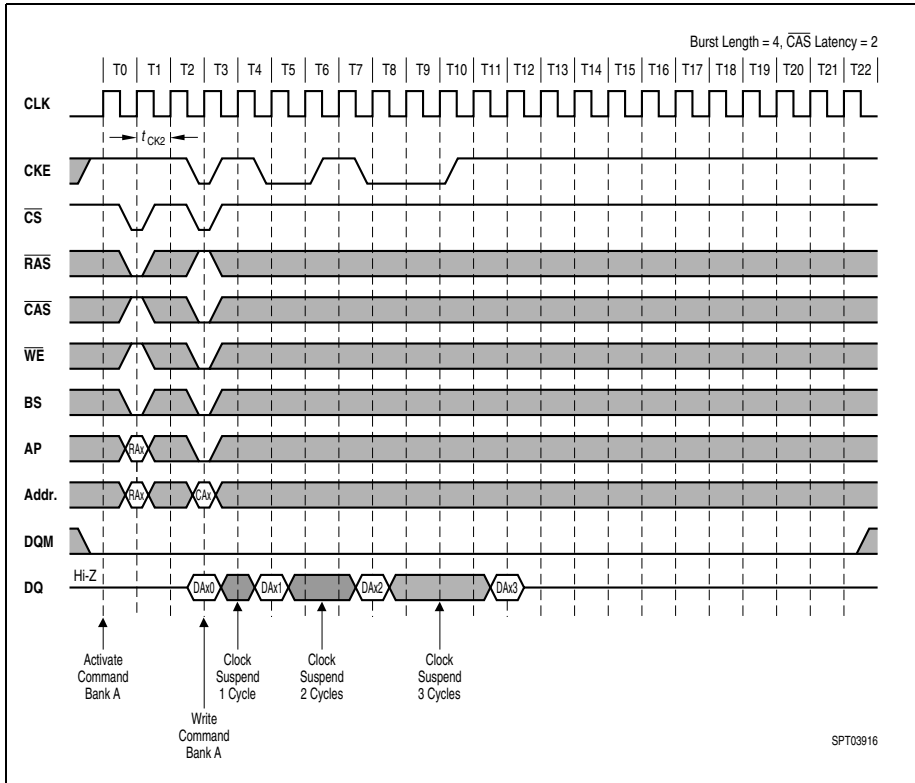 Burst Length = 4, CAS Latency = 2
T0 T1 T2 T3 T4 T5 T6 T7 T8 T9 T10 T11 T12 T13 T14 T15 T16 T17 T18 T19 T20 T21 T22
CLK
t CK2
CKE
CS
RAS
CAS
WE
BS
AP RAx
Addr. RAx CAx
DQM
DQ Hi-Z DAx0 DAx1 DAx2 DAx3
Activate
Command
Bank A
Write
Command
Bank A
Clock
Suspend
1 Cycle
Clock
Suspend
2 Cycles
Clock
Suspend
3 Cycles
SPT03916